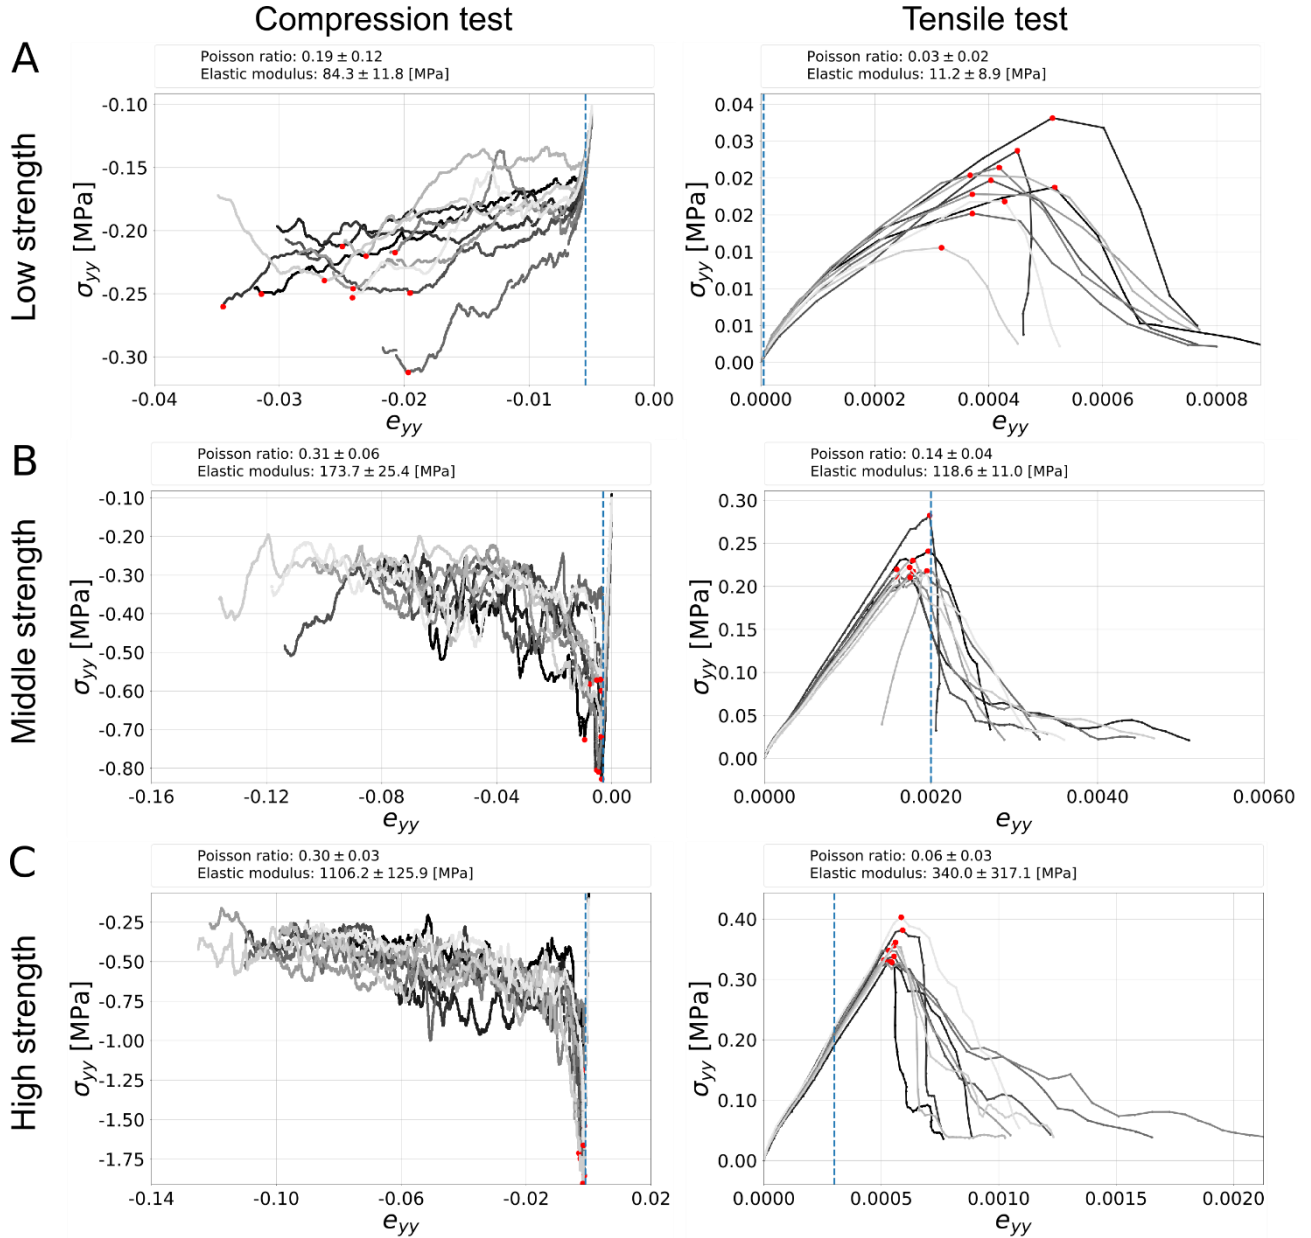 Compression test
Tensile test
A
Low strength
Poisson ratio: 0.19 ± 0.12
Elastic modulus: 84.3 ± 11.8 [MPa]
-0.10
-0.15
-0.20
-0.25
-0.30
σyy [MPa]
-0.04 -0.03 -0.02 -0.01 0.00
eyy
Poisson ratio: 0.03 ± 0.02
Elastic modulus: 11.2 ± 8.9 [MPa]
0.04
0.03
0.02
0.02
0.01
0.01
0.01
0.00
σyy [MPa]
0.0000 0.0002 0.0004 0.0006 0.0008
eyy
B
Middle strength
Poisson ratio: 0.31 ± 0.06
Elastic modulus: 173.7 ± 25.4 [MPa]
-0.10
-0.20
-0.30
-0.40
-0.50
-0.60
-0.70
-0.80
σyy [MPa]
-0.16 -0.12 -0.08 -0.04 0.00
eyy
Poisson ratio: 0.14 ± 0.04
Elastic modulus: 118.6 ± 11.0 [MPa]
0.30
0.25
0.20
0.15
0.10
0.05
0.00
σyy [MPa]
0.0000 0.0020 0.0040 0.0060
eyy
C
High strength
Poisson ratio: 0.30 ± 0.03
Elastic modulus: 1106.2 ± 125.9 [MPa]
-0.25
-0.50
-0.75
-1.00
-1.25
-1.50
-1.75
σyy [MPa]
-0.14 -0.10 -0.06 -0.02 0.02
eyy
Poisson ratio: 0.06 ± 0.03
Elastic modulus: 340.0 ± 317.1 [MPa]
0.40
0.30
0.20
0.10
0.00
σyy [MPa]
0.0000 0.0005 0.0010 0.0015 0.0020
eyy